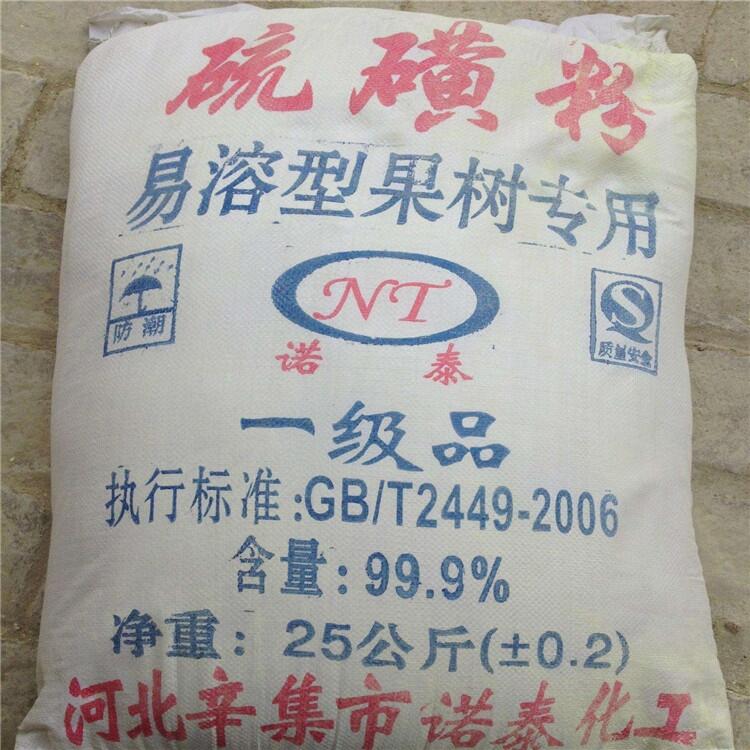 硫磺粉
易溶型果树专用
防潮
NT
诺泰
质量安全
一级品
执行标准:GB/T2449-2006
含量:99.9%
净重:25公斤(±0.2)
河北辛集市诺泰化工